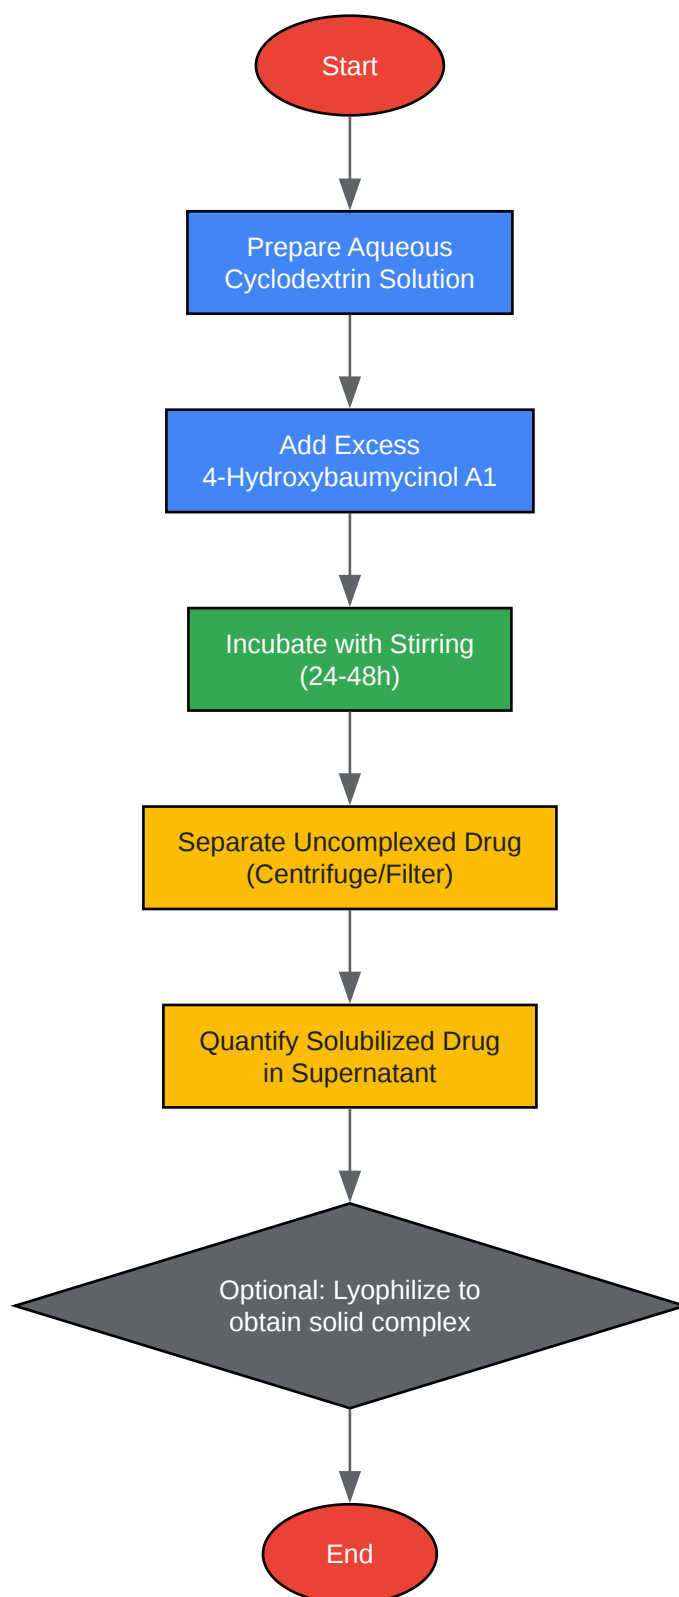 Start
Prepare Aqueous
Cyclodextrin Solution
Add Excess
4-Hydroxybaumycinol A1
Incubate with Stirring
(24-48h)
Separate Uncomplexed Drug
(Centrifuge/Filter)
Quantify Solubilized Drug
in Supernatant
Optional: Lyophilize to
obtain solid complex
End